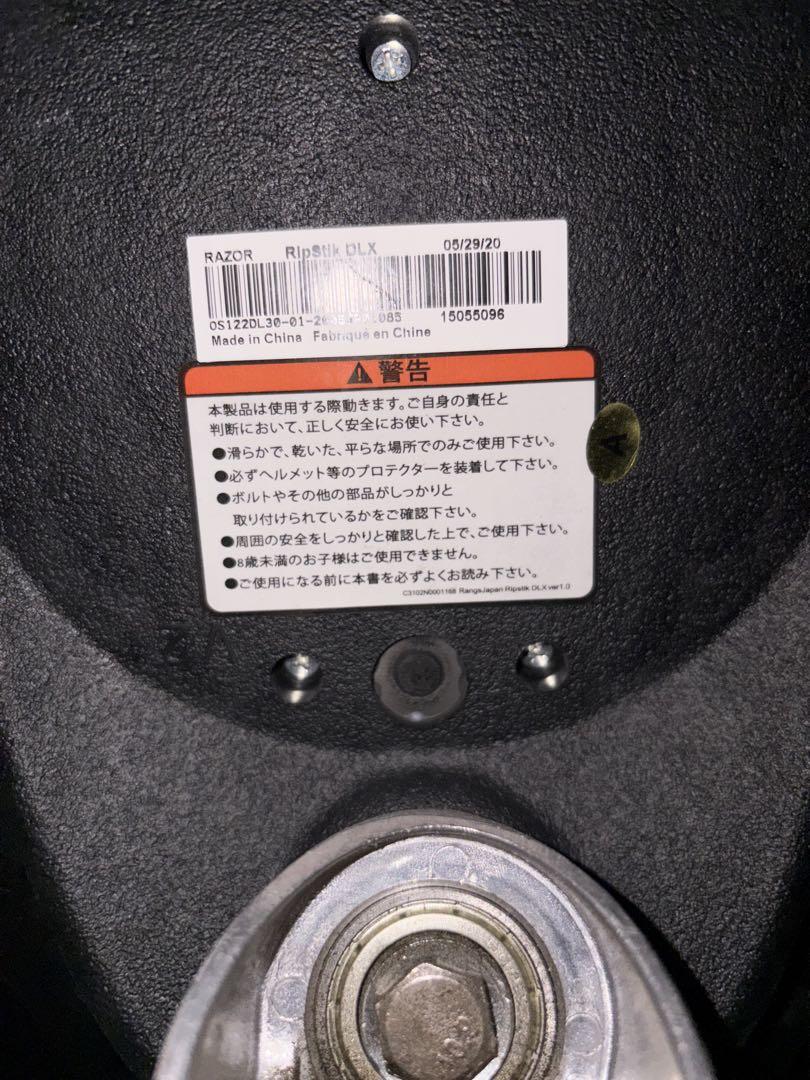 RAZOR RipStik DLX 05/29/20
15055096
Made in China Fabriqué en Chine
警告
本製品は使用する際動きます。ご自身の責任と
判断において、正しく安全にお使い下さい。
●滑らかで、乾いた、平らな場所でのみご使用下さい。
●必ずヘルメット等のプロテクターを装着して下さい。
●ボルトやその他の部品がしっかりと
取り付けられているかをご確認下さい。
●周囲の安全をしっかりと確認した上で、ご使用下さい。
●8歳未満のお子様はご使用できません。
●ご使用になる前に本書を必ずよくお読み下さい。
C3102N0001168 RangsJapan Ripstik DLX ver1.0
A